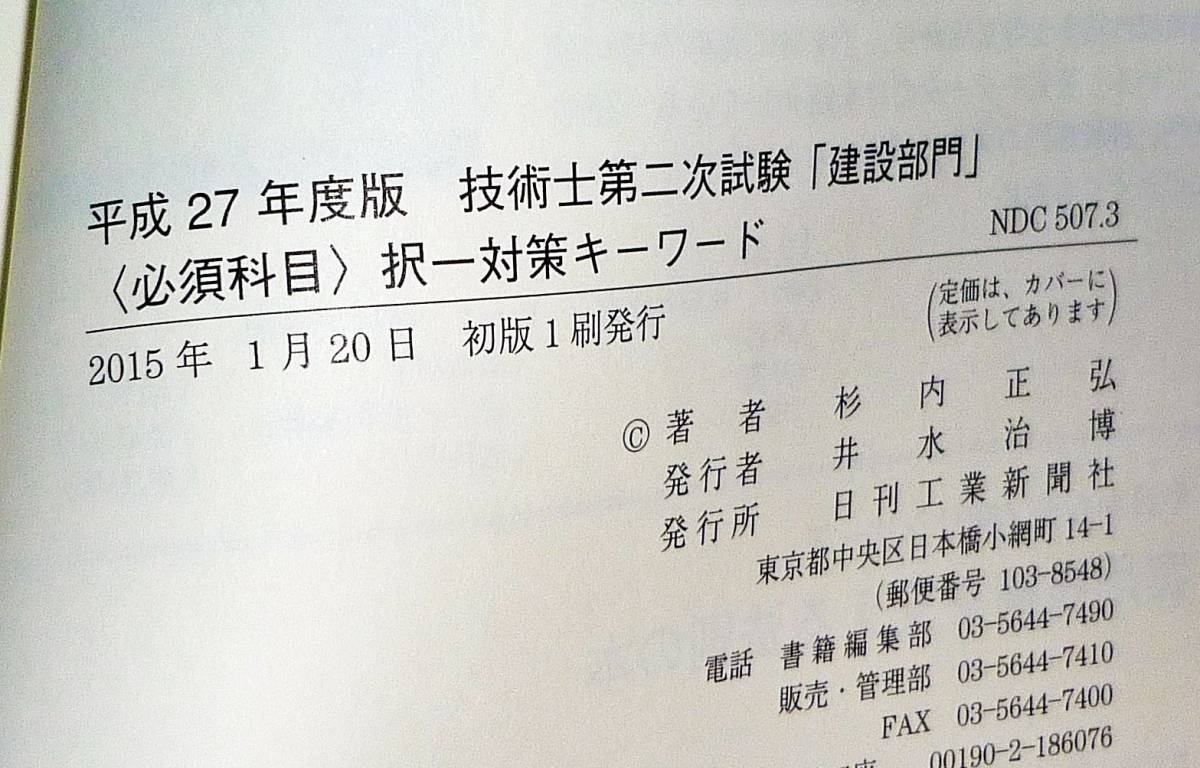 平成 27 年度版 技術士第二次試験「建設部門」
〈必須科目〉択一対策キーワード
NDC 507.3
2015 年 1 月 20 日 初版 1 刷発行
(定価は、カバーに
表示してあります)
Ⓒ 著者 杉内正弘
発行者 井水治博
発行所 日刊工業新聞社
東京都中央区日本橋小網町 14-1
(郵便番号 103-8548)
電話 書籍編集部 03-5644-7490
販売・管理部 03-5644-7410
FAX 03-5644-7400
00190-2-186076